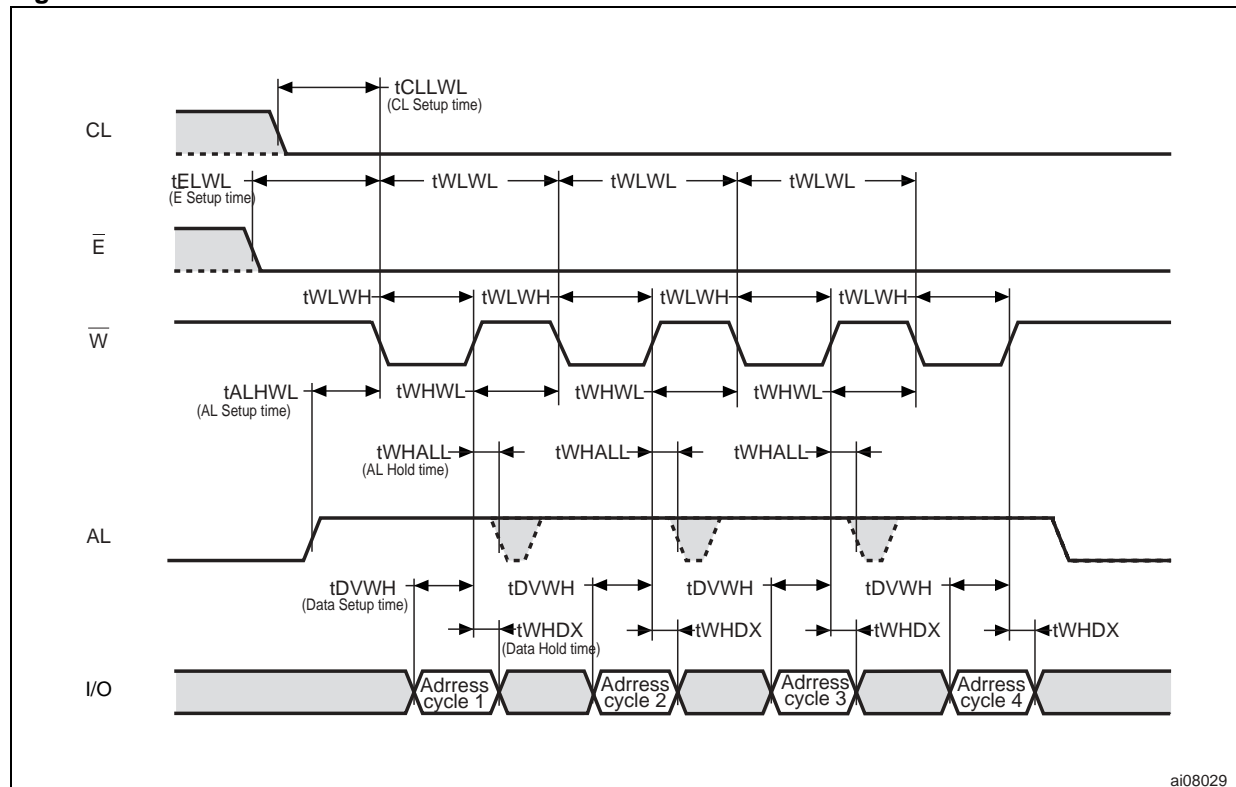 tCLLWL
(CL Setup time)
CL
tELWL
(E Setup time)
tWLWL
tWLWL
tWLWL
E
tWLWH
tWLWH
tWLWH
tWLWH
W
tALHWL
(AL Setup time)
tWHWL
tWHWL
tWHWL
tWHALL
(AL Hold time)
tWHALL
tWHALL
AL
tDVWH
(Data Setup time)
tDVWH
tDVWH
tDVWH
tWHDX
(Data Hold time)
tWHDX
tWHDX
tWHDX
I/O
Adrress
cycle 1
Adrress
cycle 2
Adrress
cycle 3
Adrress
cycle 4
ai08029